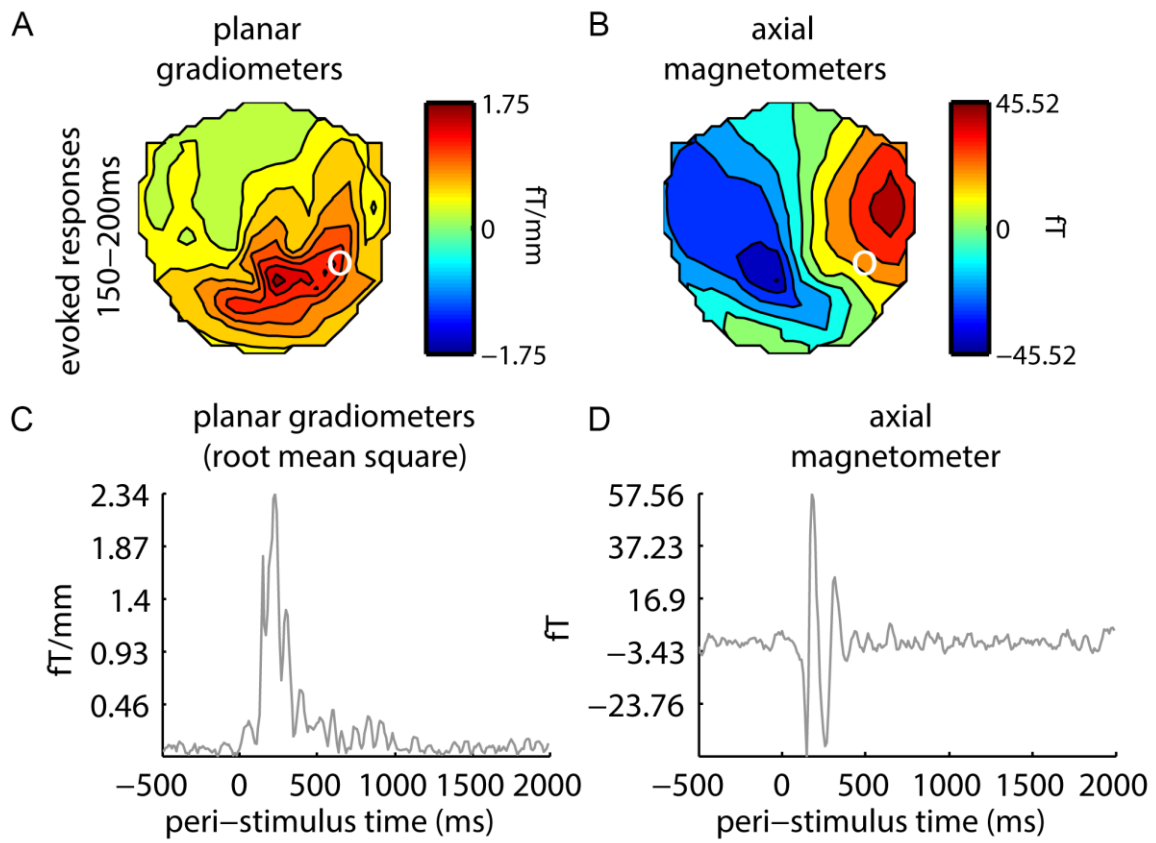 A
planar
gradiometers
B
axial
magnetometers
evoked responses
150−200ms
1.75
0
−1.75
fT/mm
45.52
0
−45.52
fT
C
planar gradiometers
(root mean square)
2.34
1.87
1.4
0.93
0.46
fT/mm
−500 0 500 1000 1500 2000
peri−stimulus time (ms)
D
axial
magnetometer
57.56
37.23
16.9
−3.43
−23.76
fT
−500 0 500 1000 1500 2000
peri−stimulus time (ms)